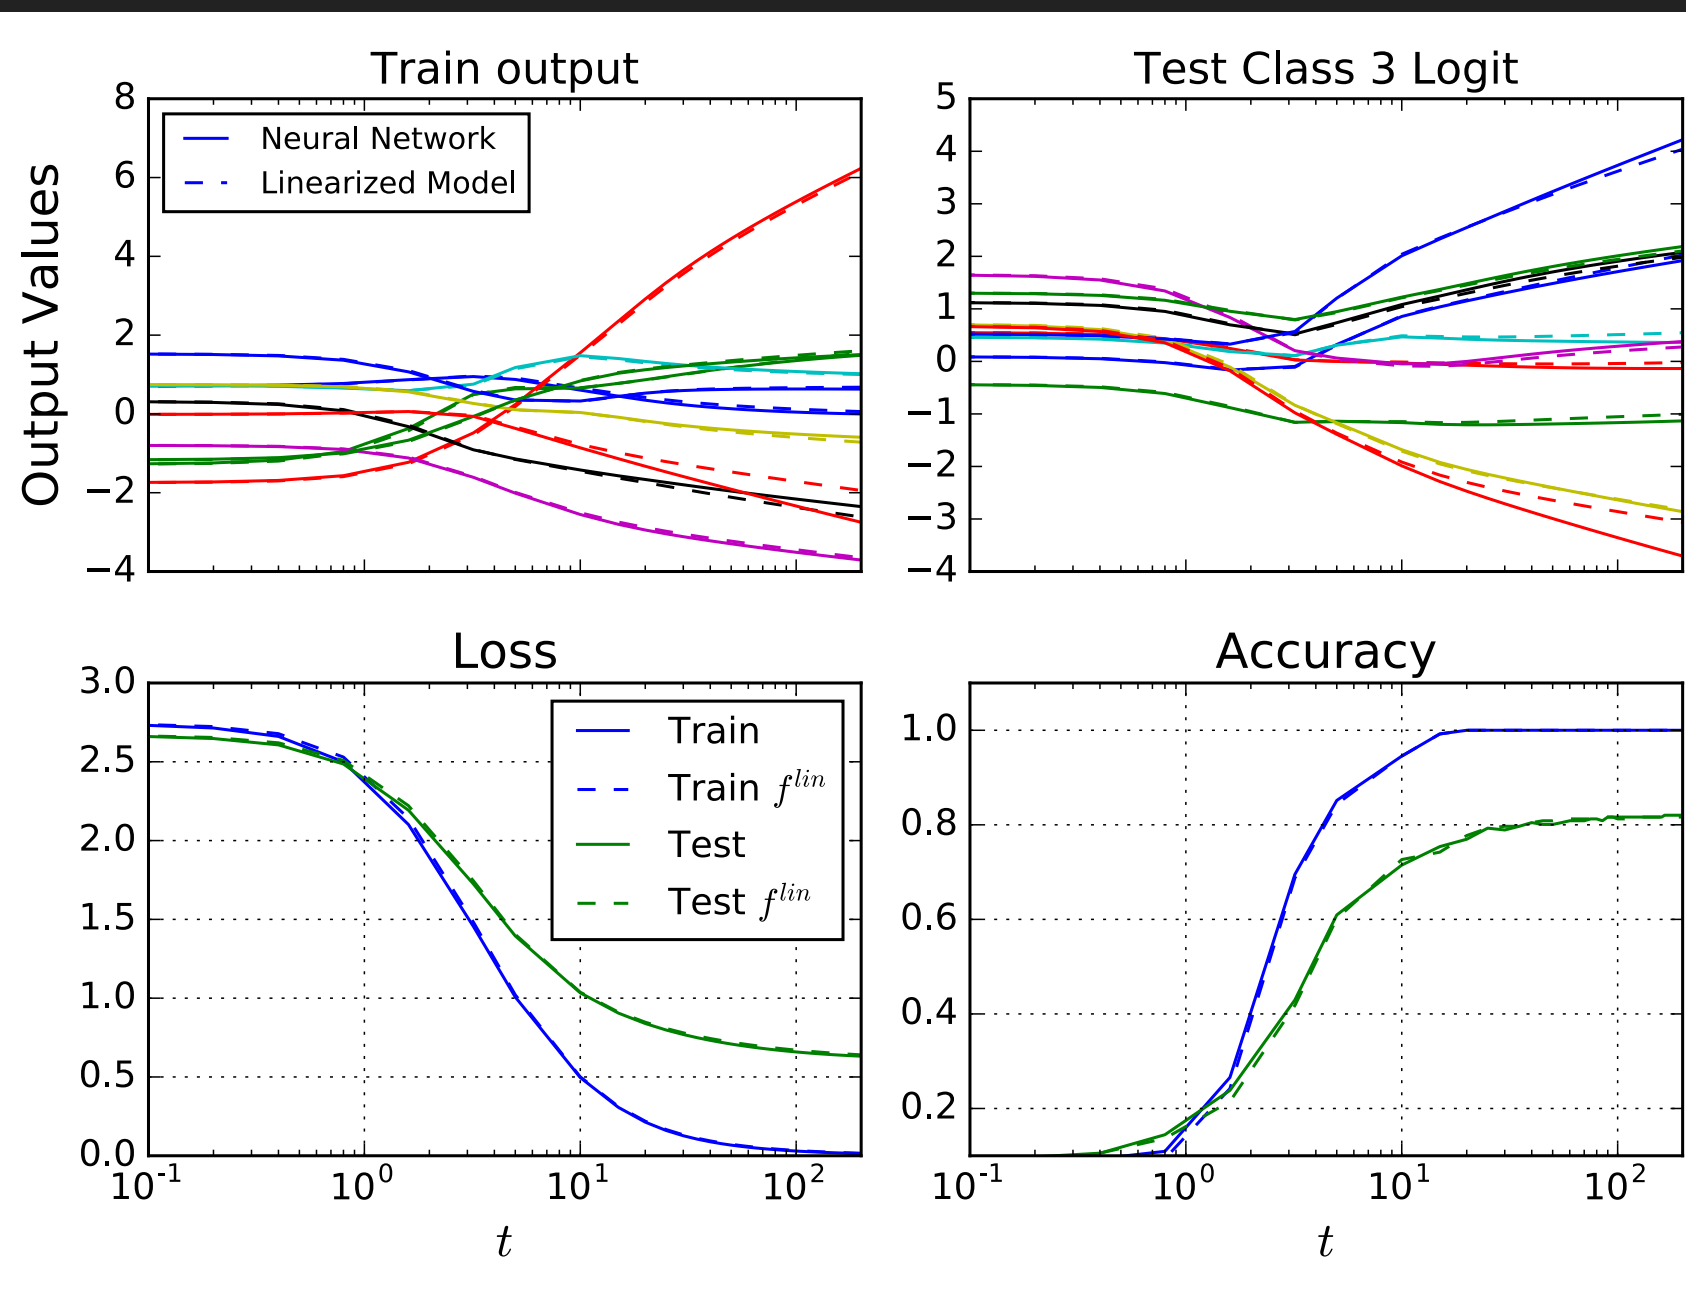 Train output
Test Class 3 Logit
Output Values
8
6
4
2
0
−2
−4
Neural Network
Linearized Model
5
4
3
2
1
0
−1
−2
−3
−4
Loss
Accuracy
3.0
2.5
2.0
1.5
1.0
0.5
0.0
Train
Train f^{lin}
Test
Test f^{lin}
10^{-1} 10^{0} 10^{1} 10^{2}
t
1.0
0.8
0.6
0.4
0.2
10^{-1} 10^{0} 10^{1} 10^{2}
t